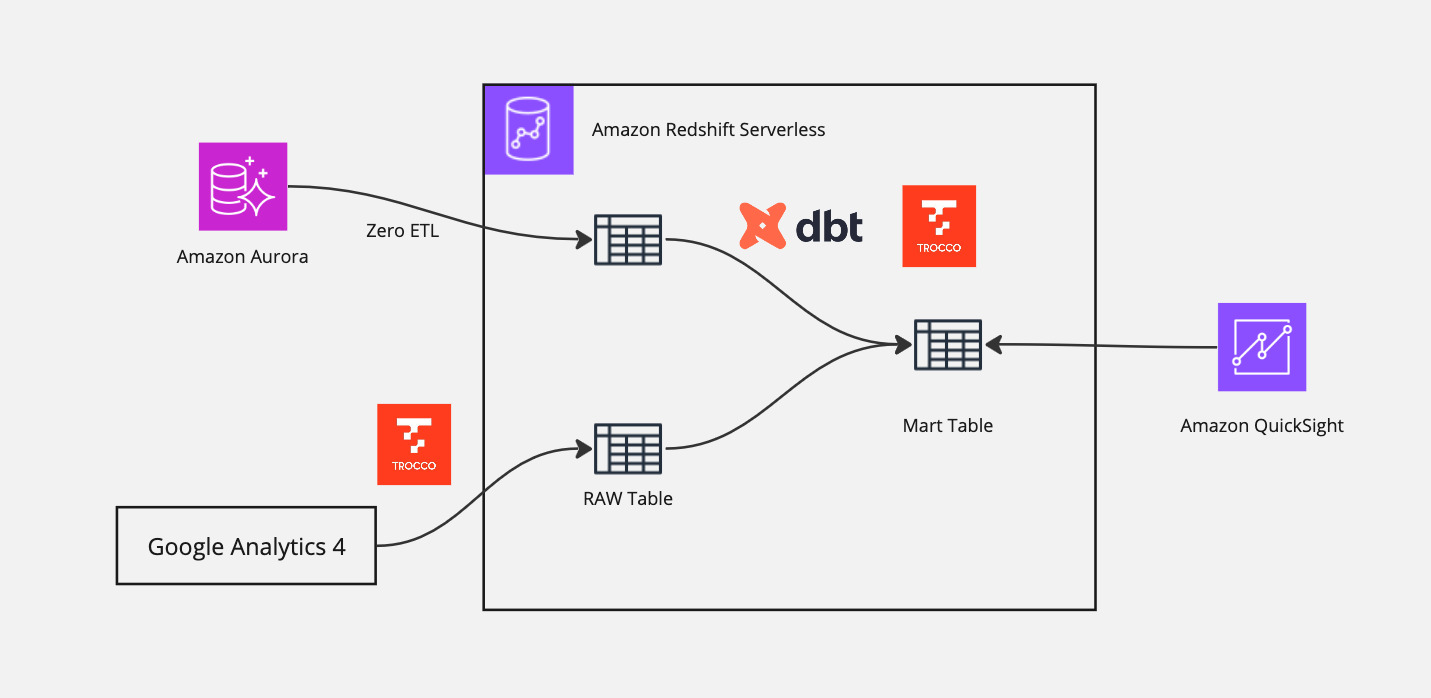 Amazon Redshift Serverless
Zero ETL
Amazon Aurora
dbt
TROCCO
Mart Table
Amazon QuickSight
TROCCO
RAW Table
Google Analytics 4